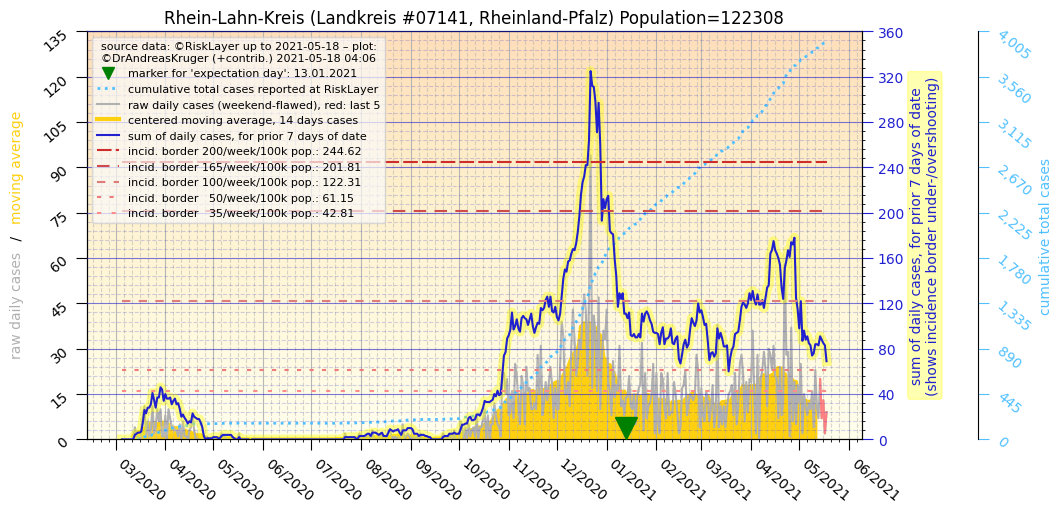 Rhein-Lahn-Kreis (Landkreis #07141, Rheinland-Pfalz) Population=122308
source data: ©RiskLayer up to 2021-05-18 – plot:
©DrAndreasKruger (+contrib.) 2021-05-18 04:06
marker for 'expectation day': 13.01.2021
cumulative total cases reported at RiskLayer
raw daily cases (weekend-flawed), red: last 5
centered moving average, 14 days cases
sum of daily cases, for prior 7 days of date
incid. border 200/week/100k pop.: 244.62
incid. border 165/week/100k pop.: 201.81
incid. border 100/week/100k pop.: 122.31
incid. border 50/week/100k pop.: 61.15
incid. border 35/week/100k pop.: 42.81
raw daily cases / moving average
135
120
105
90
75
60
45
30
15
0
03/2020
04/2020
05/2020
06/2020
07/2020
08/2020
09/2020
10/2020
11/2020
12/2020
01/2021
02/2021
03/2021
04/2021
05/2021
06/2021
360
320
280
240
200
160
120
80
40
0
sum of daily cases, for prior 7 days of date
(shows incidence border under-/overshooting)
4,005
3,560
3,115
2,670
2,225
1,780
1,335
890
445
0
cumulative total cases